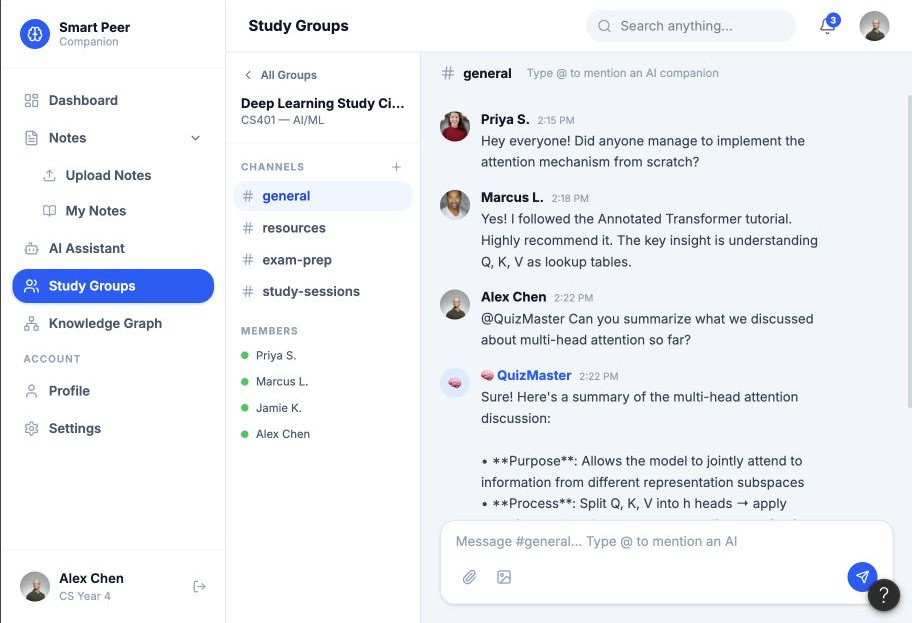 Smart Peer
Companion
Dashboard
Notes
Upload Notes
My Notes
AI Assistant
Study Groups
Knowledge Graph
ACCOUNT
Profile
Settings
Alex Chen
CS Year 4
Study Groups
Search anything...
3
All Groups
Deep Learning Study Ci...
CS401 — AI/ML
CHANNELS
# general
# resources
# exam-prep
# study-sessions
MEMBERS
Priya S.
Marcus L.
Jamie K.
Alex Chen
# general Type @ to mention an AI companion
Priya S. 2:15 PM
Hey everyone! Did anyone manage to implement the
attention mechanism from scratch?
Marcus L. 2:18 PM
Yes! I followed the Annotated Transformer tutorial.
Highly recommend it. The key insight is understanding
Q, K, V as lookup tables.
Alex Chen 2:22 PM
@QuizMaster Can you summarize what we discussed
about multi-head attention so far?
QuizMaster 2:22 PM
Sure! Here's a summary of the multi-head attention
discussion:
• **Purpose**: Allows the model to jointly attend to
information from different representation subspaces
• **Process**: Split Q, K, V into h heads → apply
Message #general... Type @ to mention an AI
?